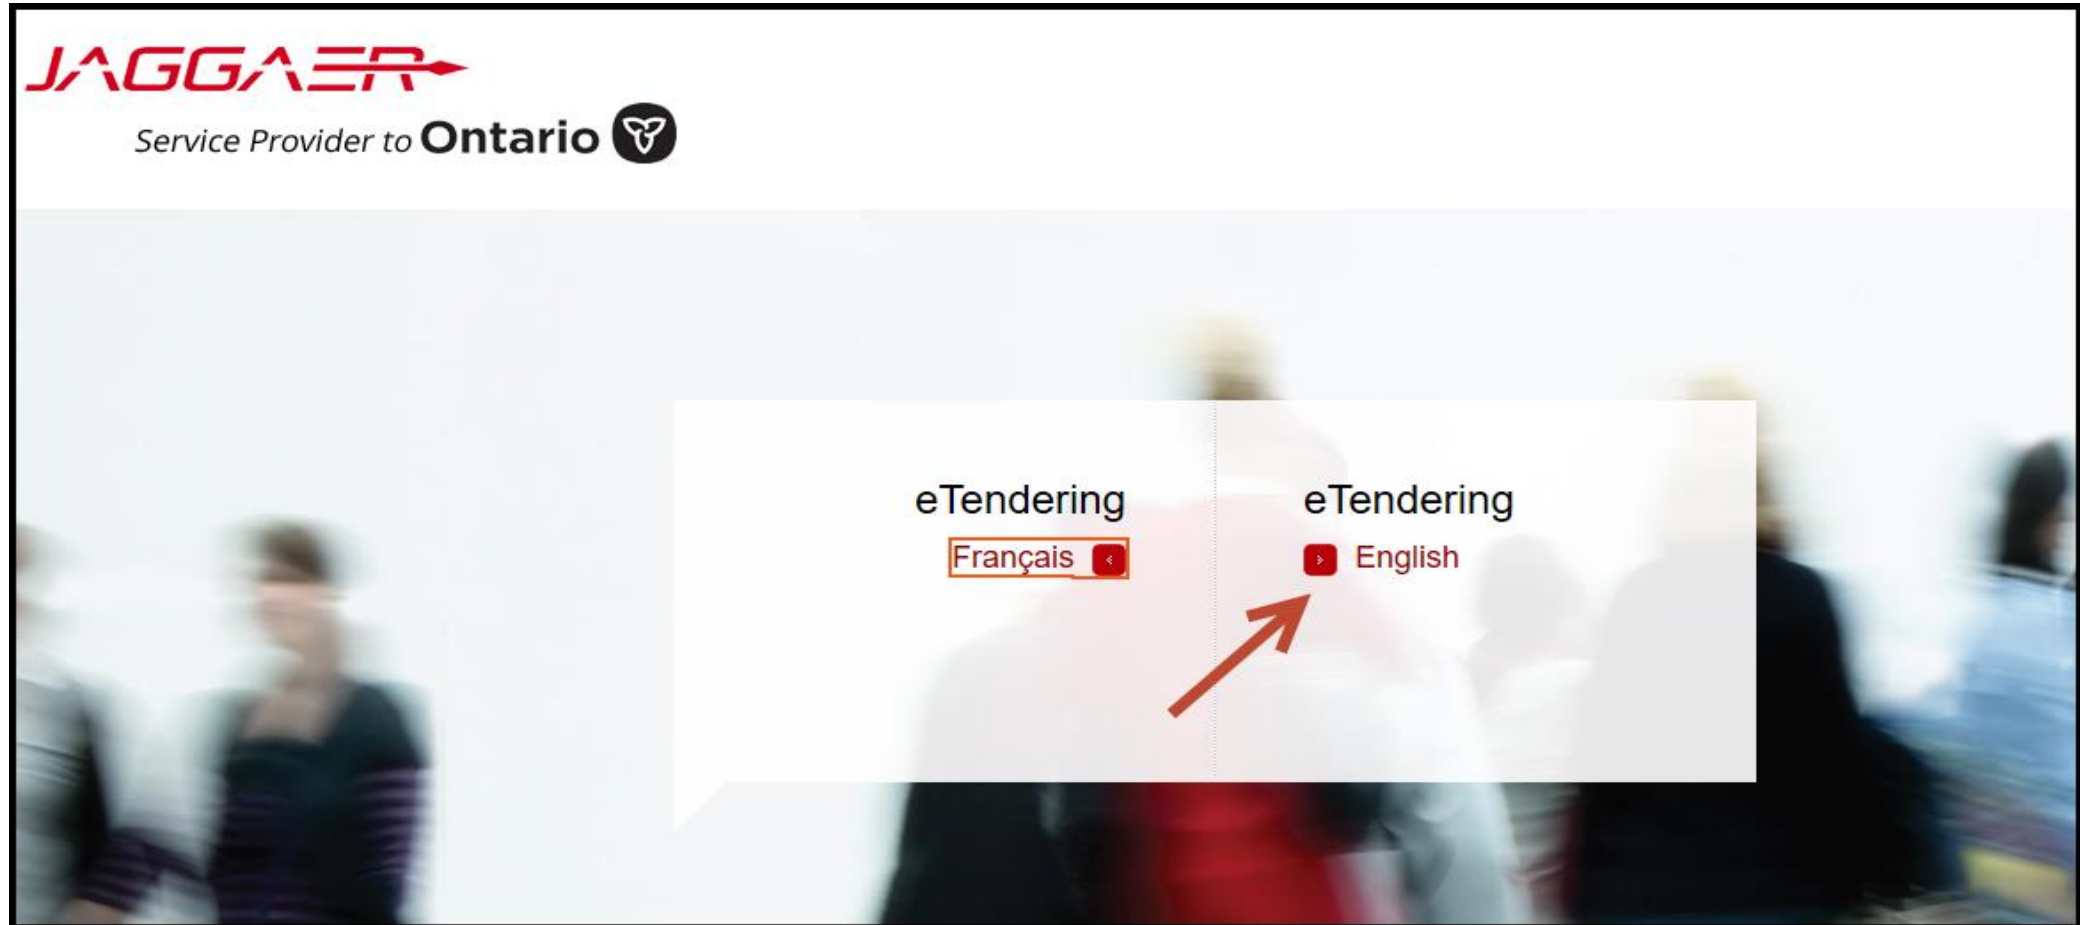 JAGGAER
Service Provider to Ontario
eTendering
Français
eTendering
English